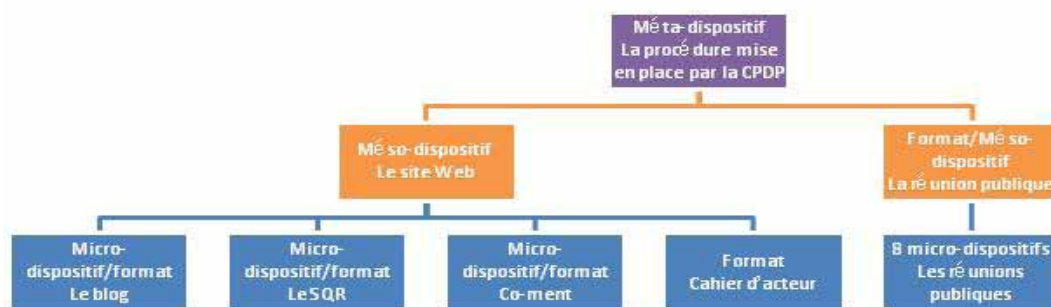 Méta-dispositif
La procédure mise
en place par la CPDP
Méso-dispositif
Le site Web
Format/Méso-
dispositif
La réunion publique
Micro-
dispositif/format
Le blog
Micro-
dispositif/format
Le SQR
Micro-
dispositif/format
Co-ment
Format
Cahier d'acteur
8 micro-dispositifs
Les réunions
publiques